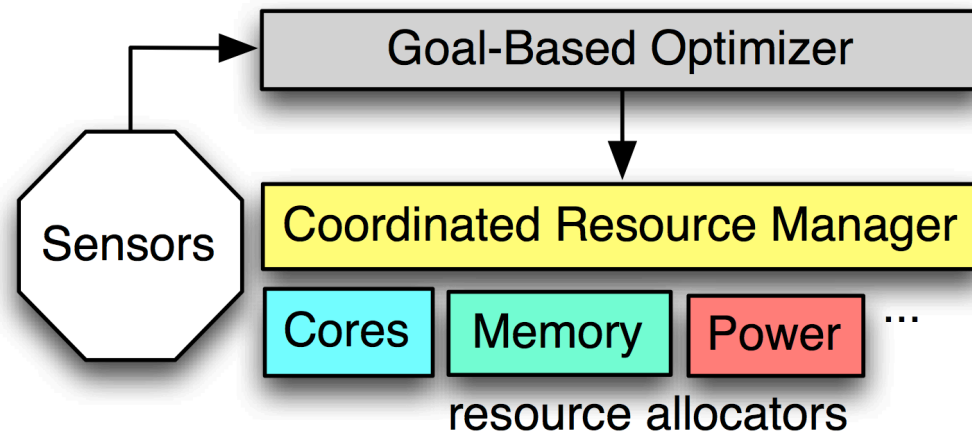 Goal-Based Optimizer
Sensors
Coordinated Resource Manager
Cores
Memory
Power
...
resource allocators